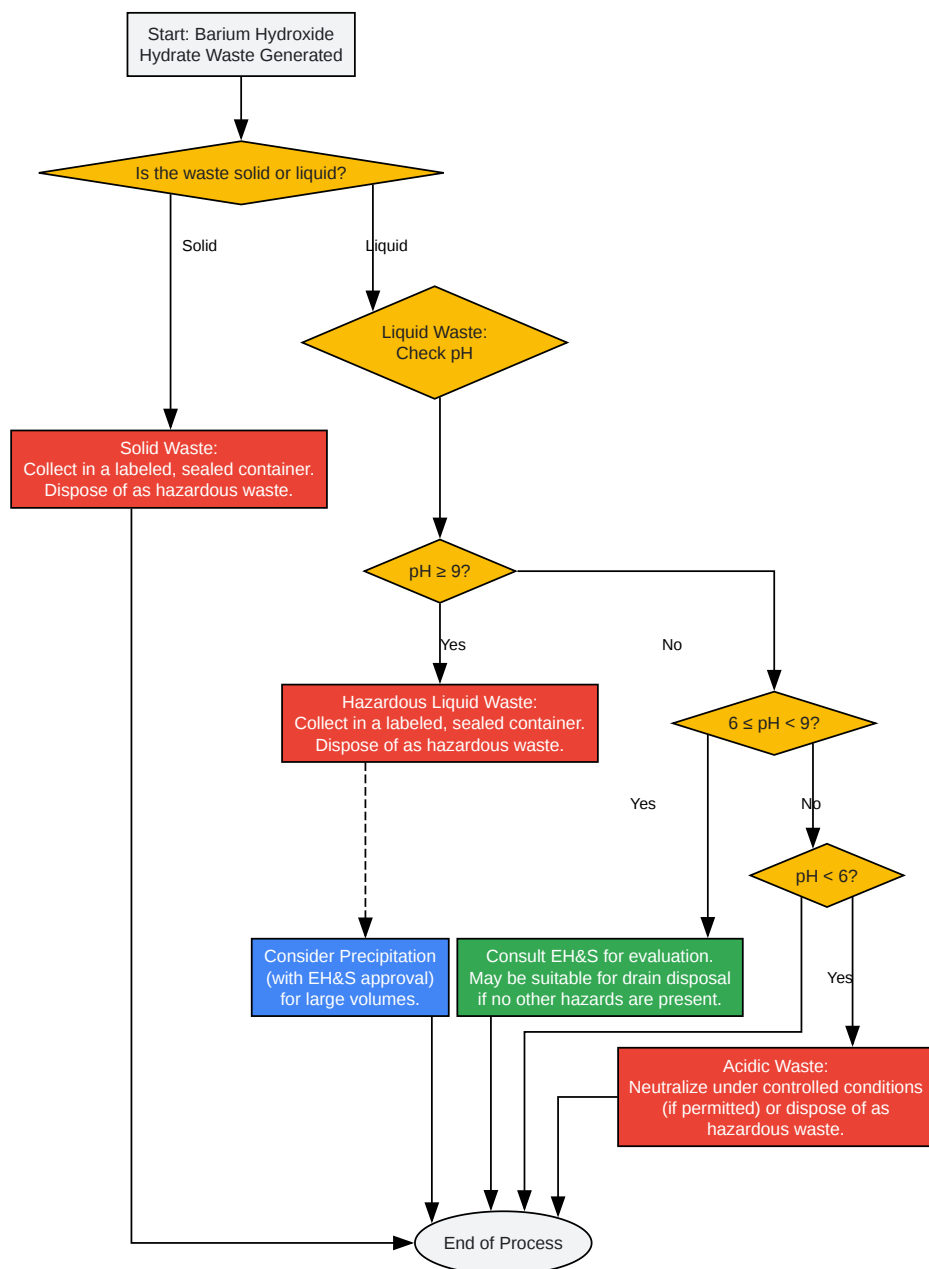 Start: Barium Hydroxide
Hydrate Waste Generated
Is the waste solid or liquid?
Solid
Liquid
Liquid Waste:
Check pH
Solid Waste:
Collect in a labeled, sealed container.
Dispose of as hazardous waste.
pH ≥ 9?
Yes
No
Hazardous Liquid Waste:
Collect in a labeled, sealed container.
Dispose of as hazardous waste.
6 ≤ pH < 9?
Yes
No
pH < 6?
Consider Precipitation
(with EH&S approval)
for large volumes.
Consult EH&S for evaluation.
May be suitable for drain disposal
if no other hazards are present.
Yes
Acidic Waste:
Neutralize under controlled conditions
(if permitted) or dispose of as
hazardous waste.
End of Process